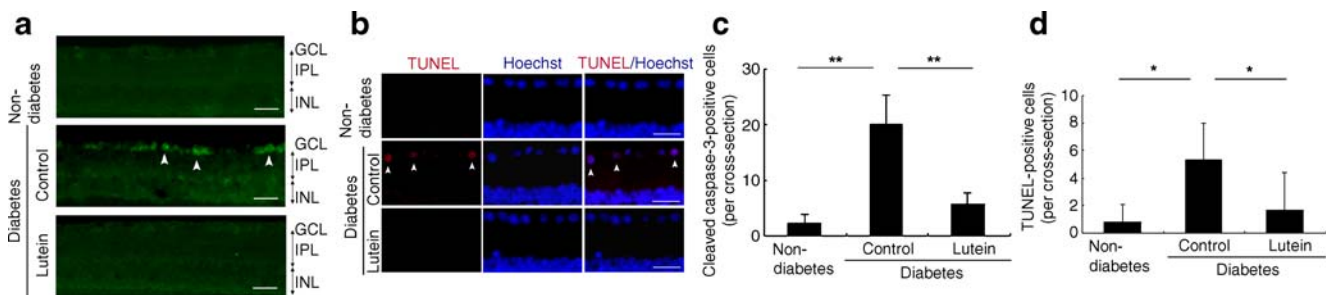 a
Non-
diabetes
Diabetes
Control
Lutein
GCL
IPL
INL
GCL
IPL
INL
GCL
IPL
INL
b
TUNEL
Hoechst
TUNEL/Hoechst
Non-
diabetes
Diabetes
Control
Lutein
c
Cleaved caspase-3-positive cells
(per cross-section)
30
20
10
0
**
**
Non-
diabetes
Control
Lutein
Diabetes
d
TUNEL-positive cells
(per cross-section)
10
8
6
4
2
0
*
*
Non-
diabetes
Control
Lutein
Diabetes